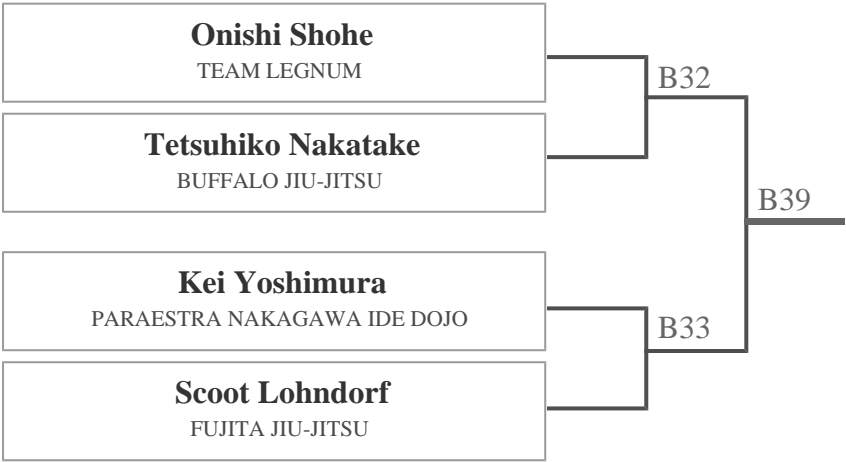 Onishi Shohe
TEAM LEGNUM
B32
Tetsuhiko Nakatake
BUFFALO JIU-JITSU
B39
Kei Yoshimura
PARAESTRA NAKAGAWA IDE DOJO
B33
Scoot Lohndorf
FUJITA JIU-JITSU